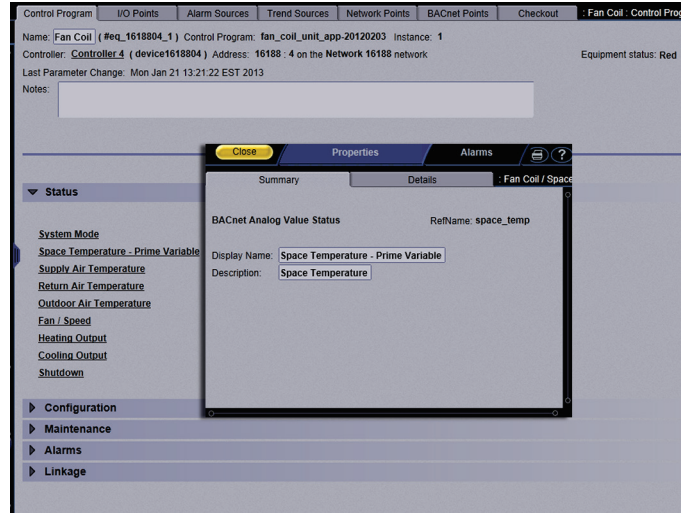 Control Program I/O Points Alarm Sources Trend Sources Network Points BACnet Points Checkout : Fan Coil : Control Prog
Name: Fan Coil ( #eq_1618804_1 ) Control Program: fan_coil_unit_app-20120203 Instance: 1
Controller: Controller 4 ( device1618804 ) Address: 16188 : 4 on the Network 16188 network Equipment status: Red
Last Parameter Change: Mon Jan 21 13:21:22 EST 2013
Notes:
Close Properties Alarms ?
Summary Details : Fan Coil / Space
Status
BACnet Analog Value Status RefName: space_temp
System Mode
Space Temperature - Prime Variable
Display Name: Space Temperature - Prime Variable
Supply Air Temperature
Description: Space Temperature
Return Air Temperature
Outdoor Air Temperature
Fan / Speed
Heating Output
Cooling Output
Shutdown
Configuration
Maintenance
Alarms
Linkage